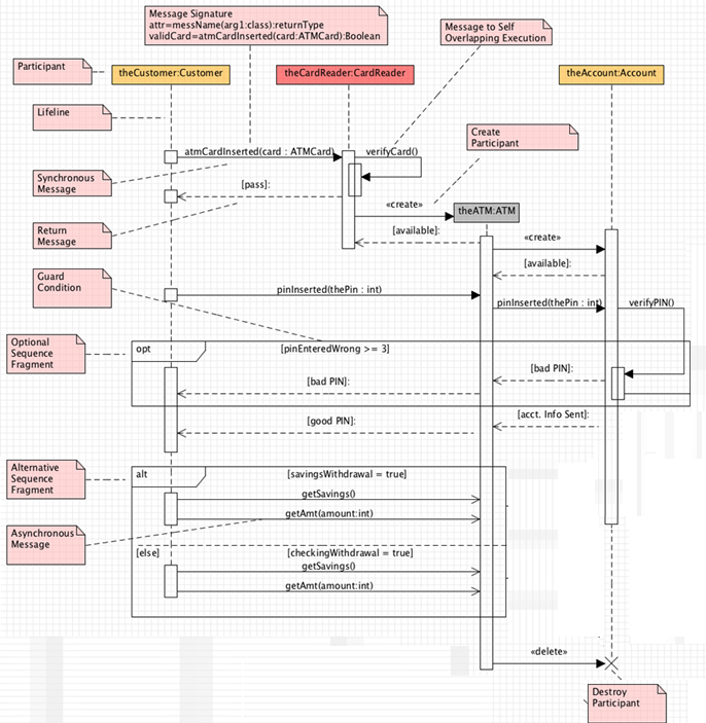 Message Signature
attr=messName(arg1:class):returnType
validCard=atmCardInserted(card:ATMCard):Boolean
Message to Self
Overlapping Execution
Participant
theCustomer:Customer
theCardReader:CardReader
theAccount:Account
Lifeline
Create
Participant
atmCardInserted(card : ATMCard)
verifyCard()
Synchronous
Message
[pass]:
«create»
theATM:ATM
Return
Message
[available]:
«create»
[available]:
Guard
Condition
pinInserted(thePin : int)
pinInserted(thePin : int)
verifyPIN()
Optional
Sequence
Fragment
opt
[pinEnteredWrong >= 3]
[bad PIN]:
[bad PIN]:
[acct. Info Sent]:
[good PIN]:
Alternative
Sequence
Fragment
alt
[savingsWithdrawal = true]
getSavings()
getAmt(amount:int)
Asynchronous
Message
[else]
[checkingWithdrawal = true]
getSavings()
getAmt(amount:int)
«delete»
Destroy
Participant